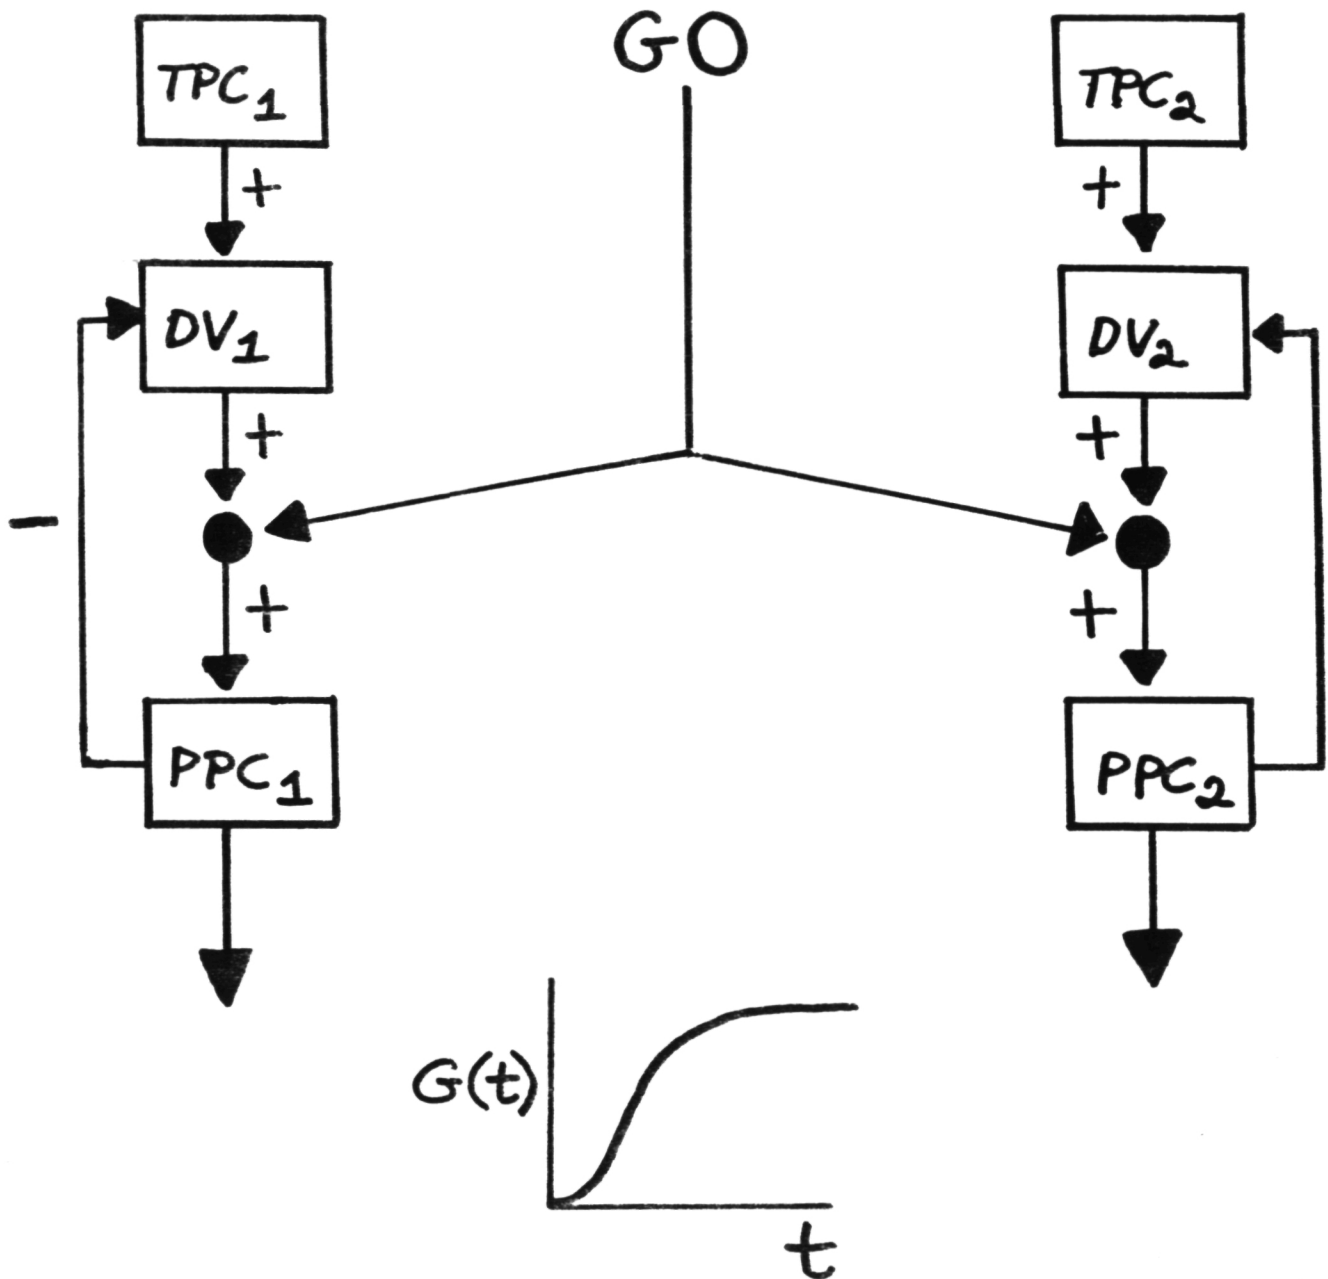 TPC1
GO
TPC2
+
+
DV1
DV2
+
+
−
+
+
PPC1
PPC2
G(t)
t